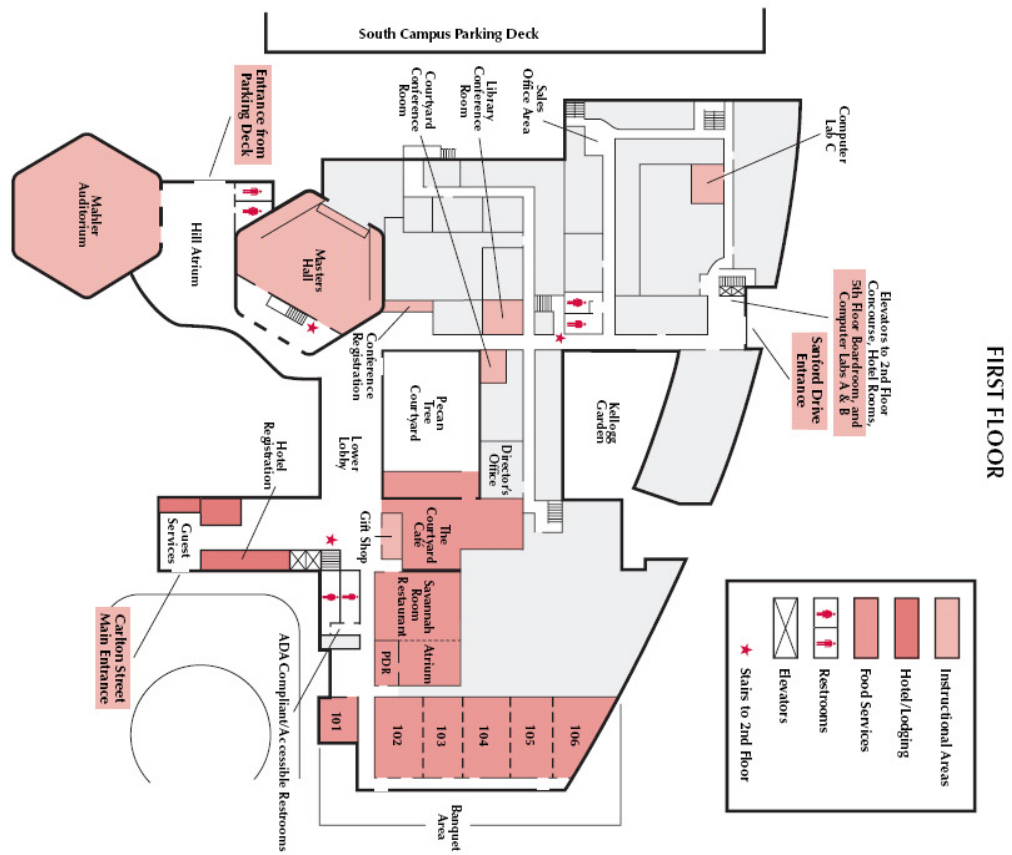 South Campus Parking Deck
FIRST FLOOR
Entrance from
Parking Deck
Courtyard
Conference
Room
Library
Conference
Room
Sales
Office Area
Computer
Lab C
Mahler
Auditorium
Hill Atrium
Masters
Hall
Conference
Registration
Elevators to 2nd Floor
Concourse, Hotel Rooms,
5th Floor Boardroom, and
Computer Labs A & B
Sanford Drive
Entrance
Pecan
Tree
Courtyard
Kellogg
Garden
Director's
Office
Lower
Lobby
Hotel
Registration
Guest
Services
Gift Shop
The
Courtyard
Café
Savannah
Room
Restaurant
Atrium
PDR
Carlton Street
Main Entrance
ADA Compliant/Accessible Restrooms
101
102
103
104
105
106
Banquet
Area
Instructional Areas
Hotel/Lodging
Food Services
Restrooms
Elevators
Stairs to 2nd Floor